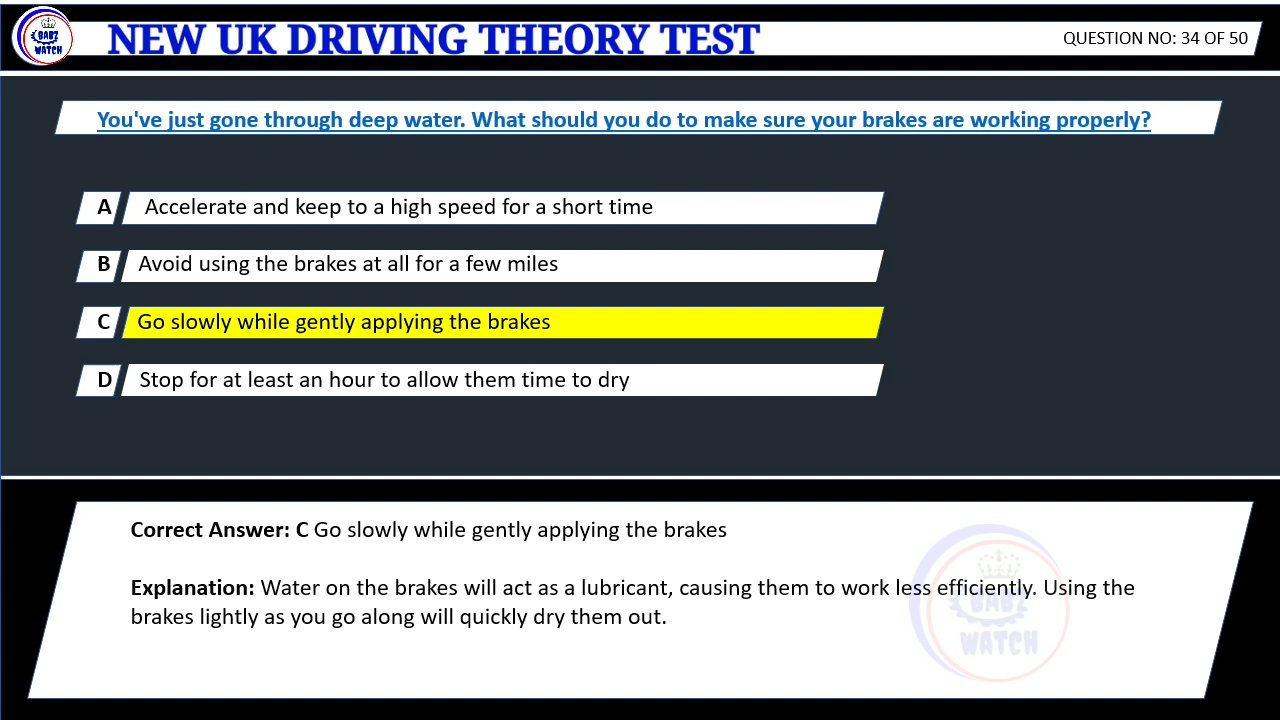 BABZ
WATCH
NEW UK DRIVING THEORY TEST
QUESTION NO: 34 OF 50
You've just gone through deep water. What should you do to make sure your brakes are working properly?
A Accelerate and keep to a high speed for a short time
B Avoid using the brakes at all for a few miles
C Go slowly while gently applying the brakes
D Stop for at least an hour to allow them time to dry
Correct Answer: C Go slowly while gently applying the brakes
Explanation: Water on the brakes will act as a lubricant, causing them to work less efficiently. Using the
brakes lightly as you go along will quickly dry them out.
BABZ
WATCH